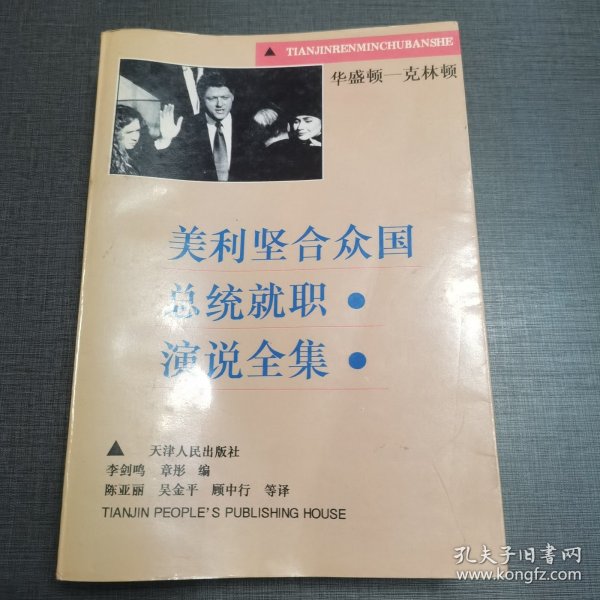 ▲ TIANJINRENMINCHUBANSHE
华盛顿—克林顿
美利坚合众国
总统就职●
演说全集●
▲ 天津人民出版社
李剑鸣 章彤 编
陈亚丽 吴金平 顾中行 等译
TIANJIN PEOPLE'S PUBLISHING HOUSE
孔夫子旧书网
www.kongfz.com